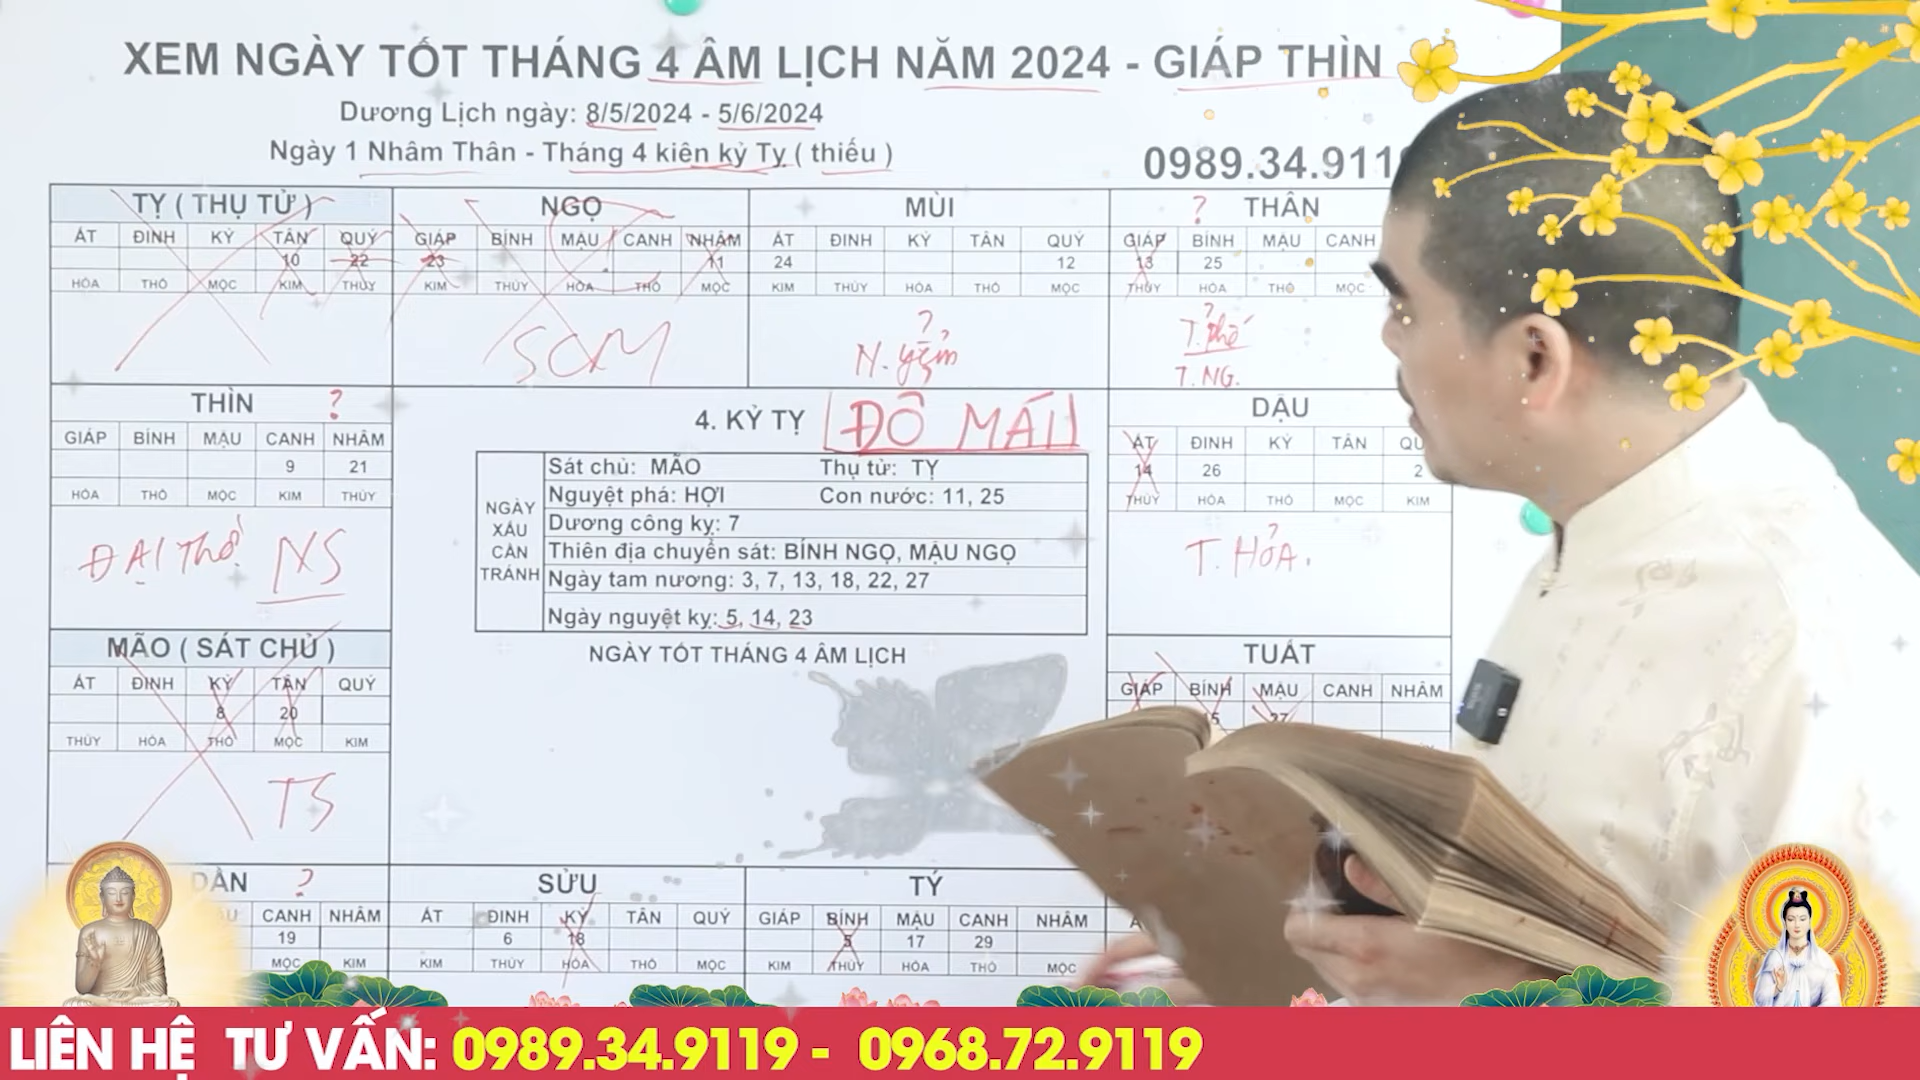 XEM NGÀY TỐT THÁNG 4 ÂM LỊCH NĂM 2024 - GIÁP THÌN
Dương Lịch ngày: 8/5/2024 - 5/6/2024
Ngày 1 Nhâm Thân - Tháng 4 kiên kỷ Tỵ ( thiếu )
0989.34.911
TỴ ( THỤ TỬ )
ẤT ĐINH KỶ TÂN QUÝ
10 22
HỎA THỔ MỘC KIM THỦY
NGỌ
GIÁP BÍNH MẬU CANH NHÂM
23 11
KIM THỦY HỎA THỔ MỘC
SCM
MÙI
ẤT ĐINH KỶ TÂN QUÝ
24 12
KIM THỦY HỎA THỔ MỘC
?
N. yểm
? THÂN
GIÁP BÍNH MẬU CANH
13 25
THỦY HỎA THỔ MỘC
?
T. phế
T. NG.
THÌN ?
GIÁP BÍNH MẬU CANH NHÂM
9 21
HỎA THỔ MỘC KIM THỦY
ĐẠI THỔ NS
4. KỶ TỴ ĐỔ MÁI
NGÀY XẤU CẦN TRÁNH
Sát chủ: MÃO Thụ tử: TỴ
Nguyệt phá: HỢI Con nước: 11, 25
Dương công kỵ: 7
Thiên địa chuyển sát: BÍNH NGỌ, MẬU NGỌ
Ngày tam nương: 3, 7, 13, 18, 22, 27
Ngày nguyệt kỵ: 5, 14, 23
NGÀY TỐT THÁNG 4 ÂM LỊCH
DẬU
ẤT ĐINH KỶ TÂN QU
14 26 2
THỦY HỎA THỔ MỘC KIM
T. HỎA.
MÃO ( SÁT CHỦ )
ẤT ĐINH KỶ TÂN QUÝ
8 20
THỦY HỎA THỔ MỘC KIM
TS
TUẤT
GIÁP BÍNH MẬU CANH NHÂM
5 27
DẦN ?
ẬU CANH NHÂM
19
MỘC KIM
SỬU
ẤT ĐINH KỶ TÂN QUÝ
6 18
KIM THỦY HỎA THỔ MỘC
TÝ
GIÁP BÍNH MẬU CANH NHÂM
5 17 29
KIM THỦY HỎA THỔ MỘC
LIÊN HỆ TƯ VẤN: 0989.34.9119 - 0968.72.9119